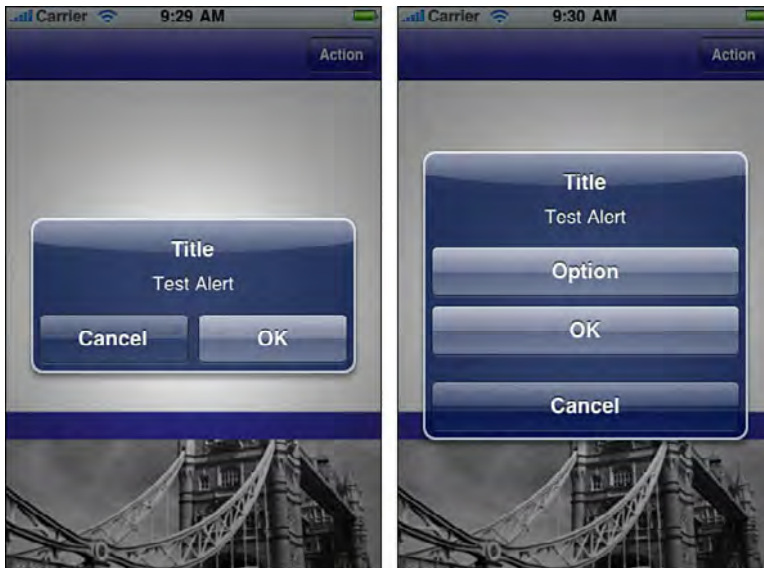 Carrier 9:29 AM
Action
Title
Test Alert
Cancel OK
Carrier 9:30 AM
Action
Title
Test Alert
Option
OK
Cancel